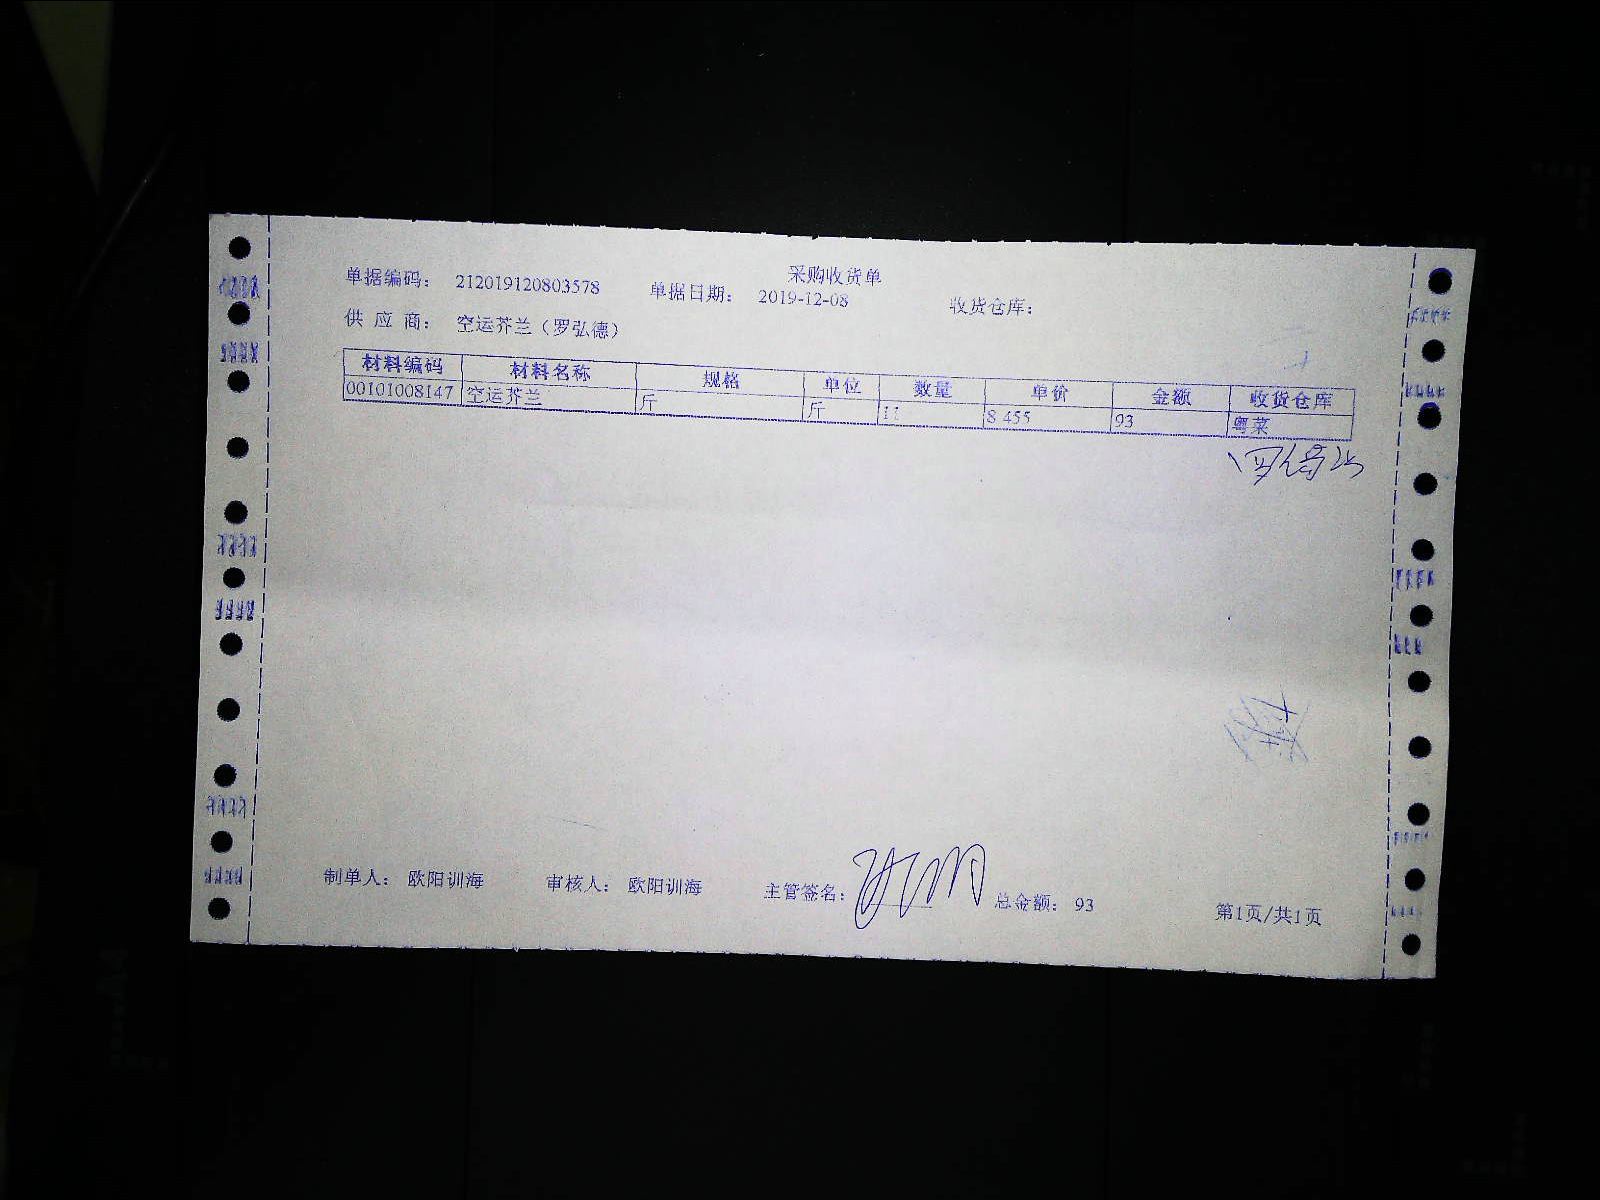 采购收货单
单据编码： 212019120803578 单据日期： 2019-12-08 收货仓库：
供 应 商： 空运芥兰（罗弘德）
材料编码 材料名称 规格 单位 数量 单价 金额 收货仓库
00101008147 空运芥兰 斤 斤 11 8.455 93 粤菜
制单人： 欧阳训海 审核人： 欧阳训海 主管签名： 总金额： 93 第1页/共1页